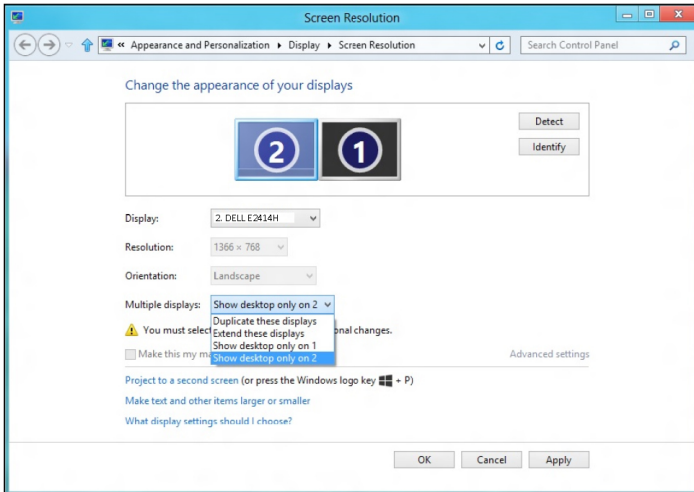 Screen Resolution
« Appearance and Personalization ▸ Display ▸ Screen Resolution
Search Control Panel
Change the appearance of your displays
2
1
Detect
Identify
Display: 2. DELL E2414H
Resolution: 1366 × 768
Orientation: Landscape
Multiple displays: Show desktop only on 2
Duplicate these displays
You must selec onal changes.
Extend these displays
Show desktop only on 1
Make this my m
Show desktop only on 2
Advanced settings
Project to a second screen (or press the Windows logo key + P)
Make text and other items larger or smaller
What display settings should I choose?
OK Cancel Apply